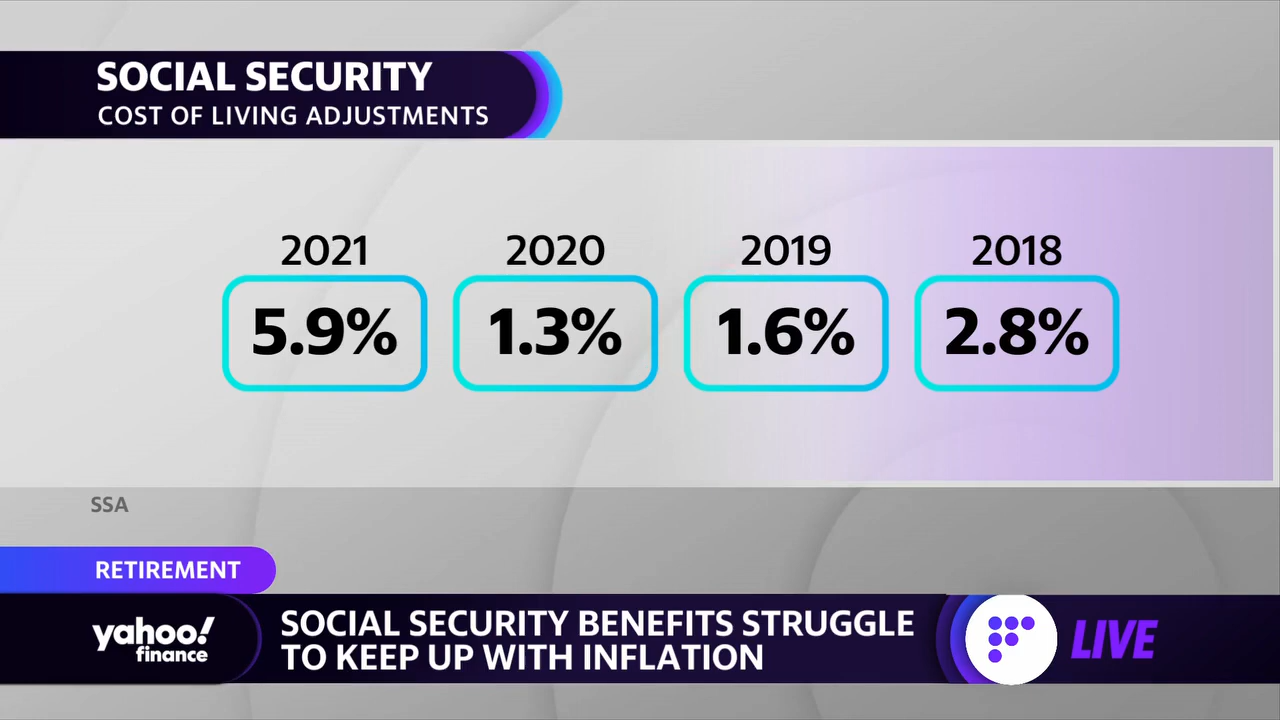 SOCIAL SECURITY
COST OF LIVING ADJUSTMENTS
2021 2020 2019 2018
5.9% 1.3% 1.6% 2.8%
SSA
RETIREMENT
yahoo!
finance
SOCIAL SECURITY BENEFITS STRUGGLE
TO KEEP UP WITH INFLATION
LIVE